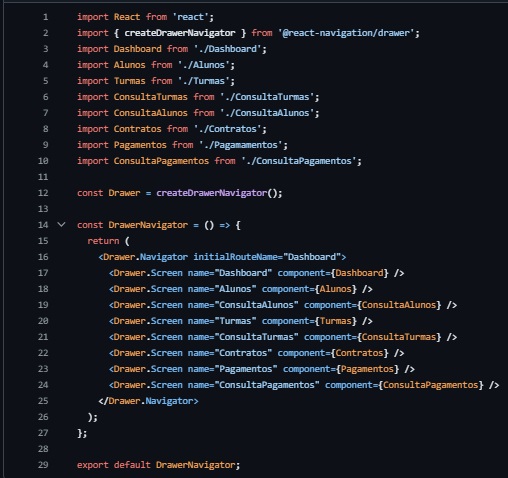 1 import React from 'react';
2 import { createDrawerNavigator } from '@react-navigation/drawer';
3 import Dashboard from './Dashboard';
4 import Alunos from './Alunos';
5 import Turmas from './Turmas';
6 import ConsultaTurmas from './ConsultaTurmas';
7 import ConsultaAlunos from './ConsultaAlunos';
8 import Contratos from './Contratos';
9 import Pagamentos from './Pagamamentos';
10 import ConsultaPagamentos from './ConsultaPagamentos';
11
12 const Drawer = createDrawerNavigator();
13
14 const DrawerNavigator = () => {
15 return (
16 <Drawer.Navigator initialRouteName="Dashboard">
17 <Drawer.Screen name="Dashboard" component={Dashboard} />
18 <Drawer.Screen name="Alunos" component={Alunos} />
19 <Drawer.Screen name="ConsultaAlunos" component={ConsultaAlunos} />
20 <Drawer.Screen name="Turmas" component={Turmas} />
21 <Drawer.Screen name="ConsultaTurmas" component={ConsultaTurmas} />
22 <Drawer.Screen name="Contratos" component={Contratos} />
23 <Drawer.Screen name="Pagamentos" component={Pagamentos} />
24 <Drawer.Screen name="ConsultaPagamentos" component={ConsultaPagamentos} />
25 </Drawer.Navigator>
26 );
27 };
28
29 export default DrawerNavigator;